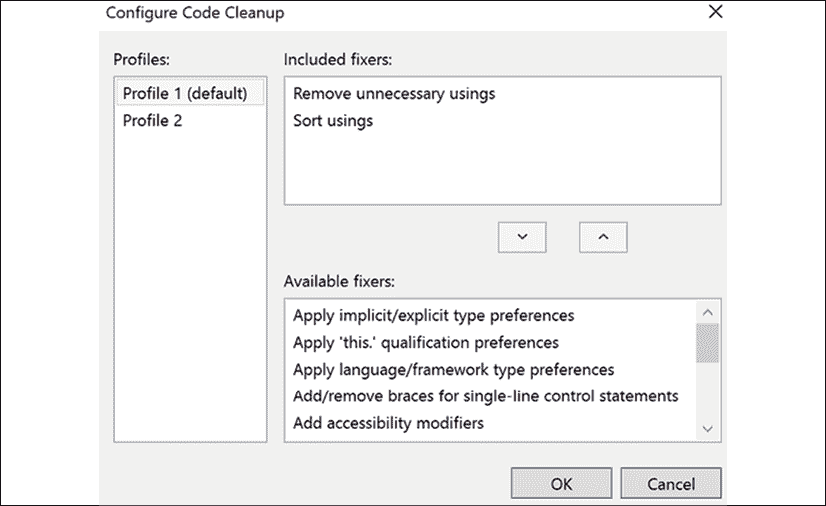 Configure Code Cleanup
Profiles:
Profile 1 (default)
Profile 2
Included fixers:
Remove unnecessary usings
Sort usings
Available fixers:
Apply implicit/explicit type preferences
Apply 'this.' qualification preferences
Apply language/framework type preferences
Add/remove braces for single-line control statements
Add accessibility modifiers
OK
Cancel